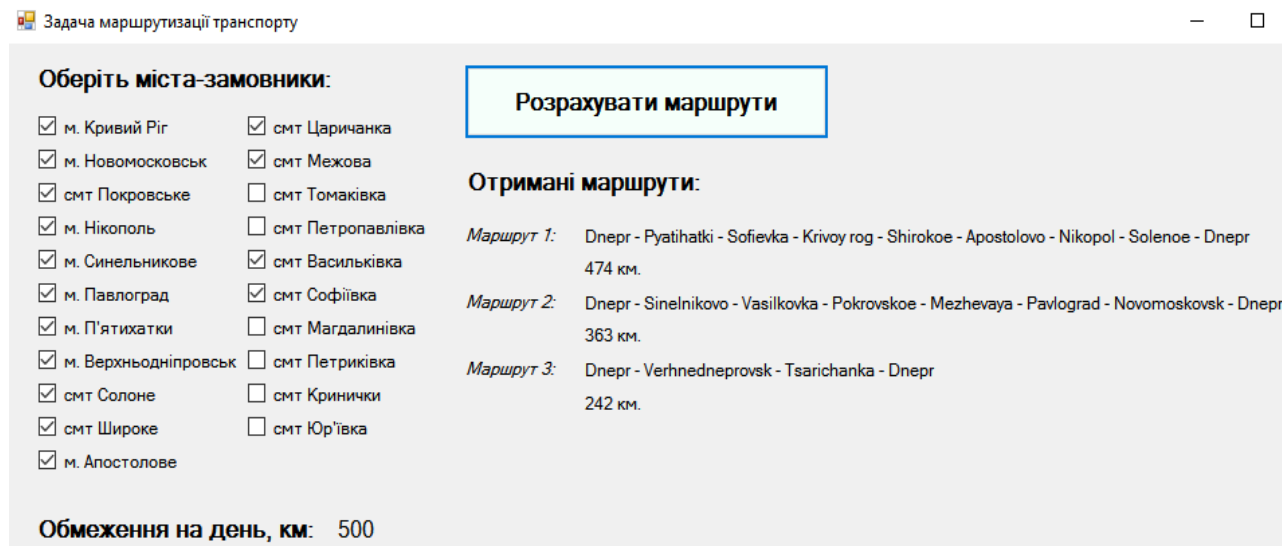 Задача маршрутизації транспорту
Оберіть міста-замовники:
м. Кривий Ріг
м. Новомосковськ
смт Покровське
м. Нікополь
м. Синельникове
м. Павлоград
м. П'ятихатки
м. Верхньодніпровськ
смт Солоне
смт Широке
м. Апостолове
смт Царичанка
смт Межова
смт Томаківка
смт Петропавлівка
смт Васильківка
смт Софіївка
смт Магдалинівка
смт Петриківка
смт Кринички
смт Юр'ївка
Обмеження на день, км: 500
Розрахувати маршрути
Отримані маршрути:
Маршрут 1: Dnepr - Pyatihatki - Sofievka - Krivoy rog - Shirokoe - Apostolovo - Nikopol - Solenoe - Dnepr
474 км.
Маршрут 2: Dnepr - Sinelnikovo - Vasilkovka - Pokrovskoe - Mezhevaya - Pavlograd - Novomoskovsk - Dnepr
363 км.
Маршрут 3: Dnepr - Verhnedneprovsk - Tsarichanka - Dnepr
242 км.